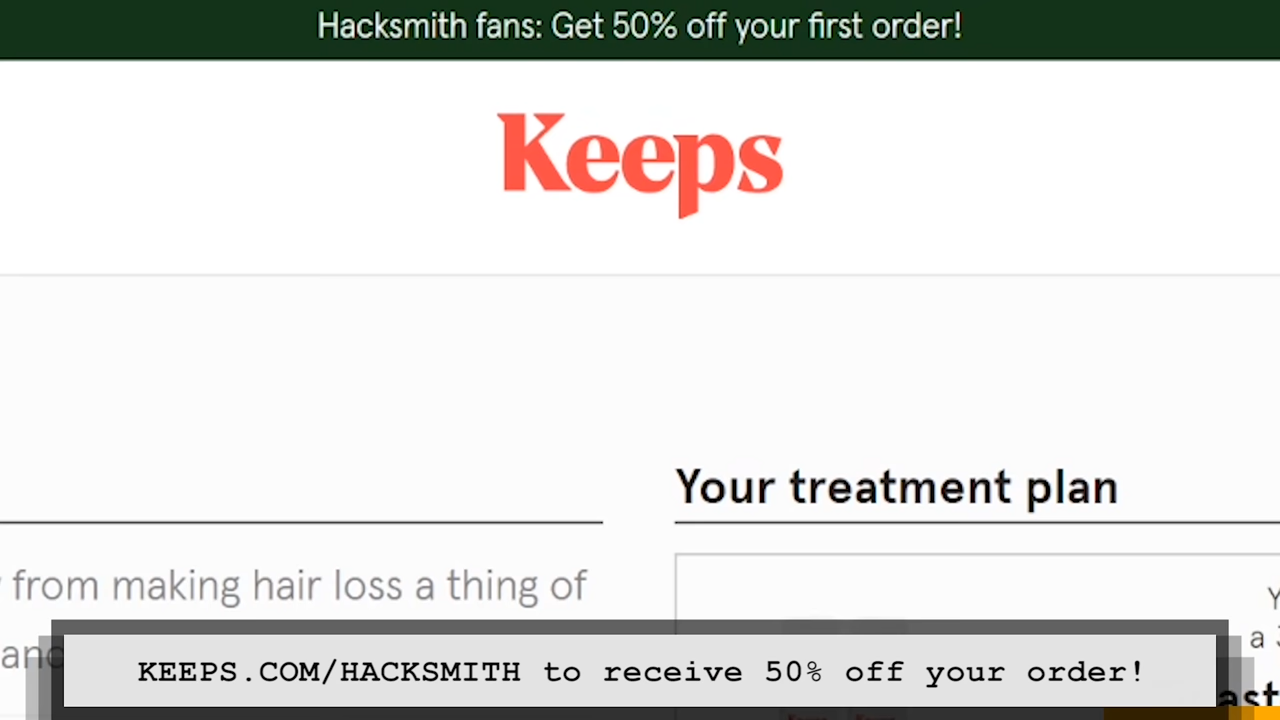 Hacksmith fans: Get 50% off your first order!
Keeps
Your treatment plan
from making hair loss a thing of
and
KEEPS.COM/HACKSMITH to receive 50% off your order!